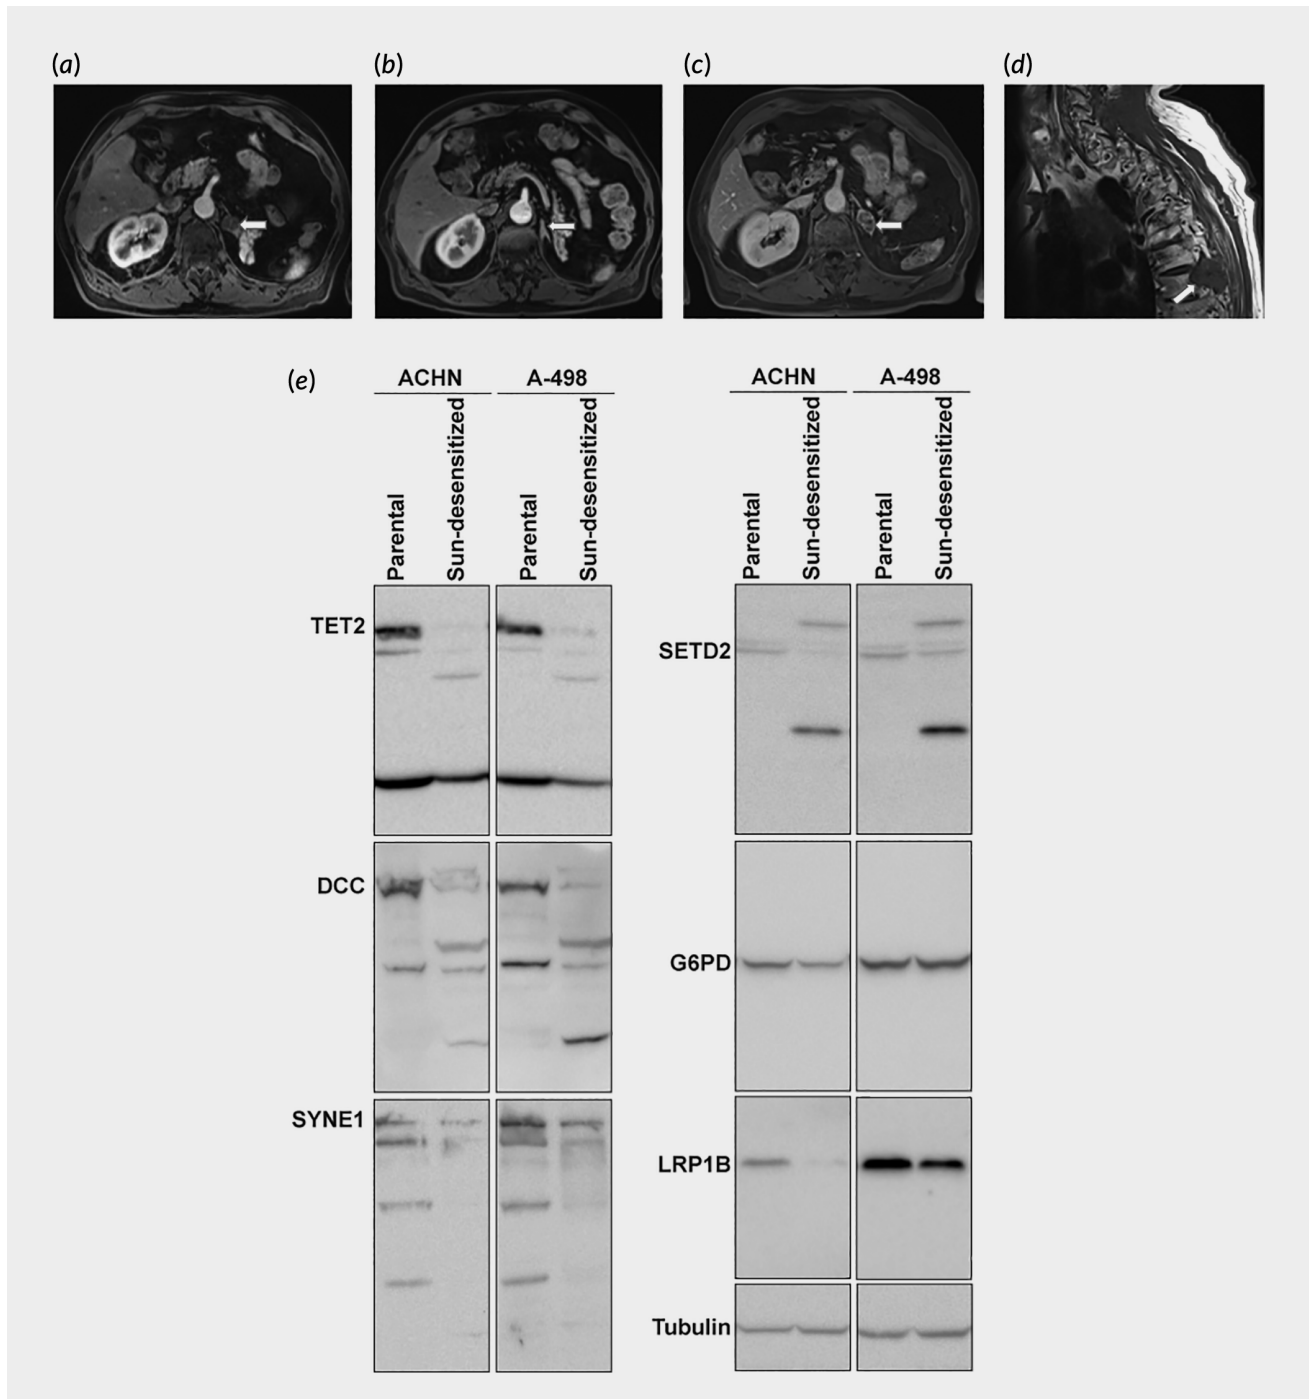 (a) (b) (c) (d)
(e)
ACHN A-498
Parental Sun-desensitized Parental Sun-desensitized
TET2
DCC
SYNE1
ACHN A-498
Parental Sun-desensitized Parental Sun-desensitized
SETD2
G6PD
LRP1B
Tubulin